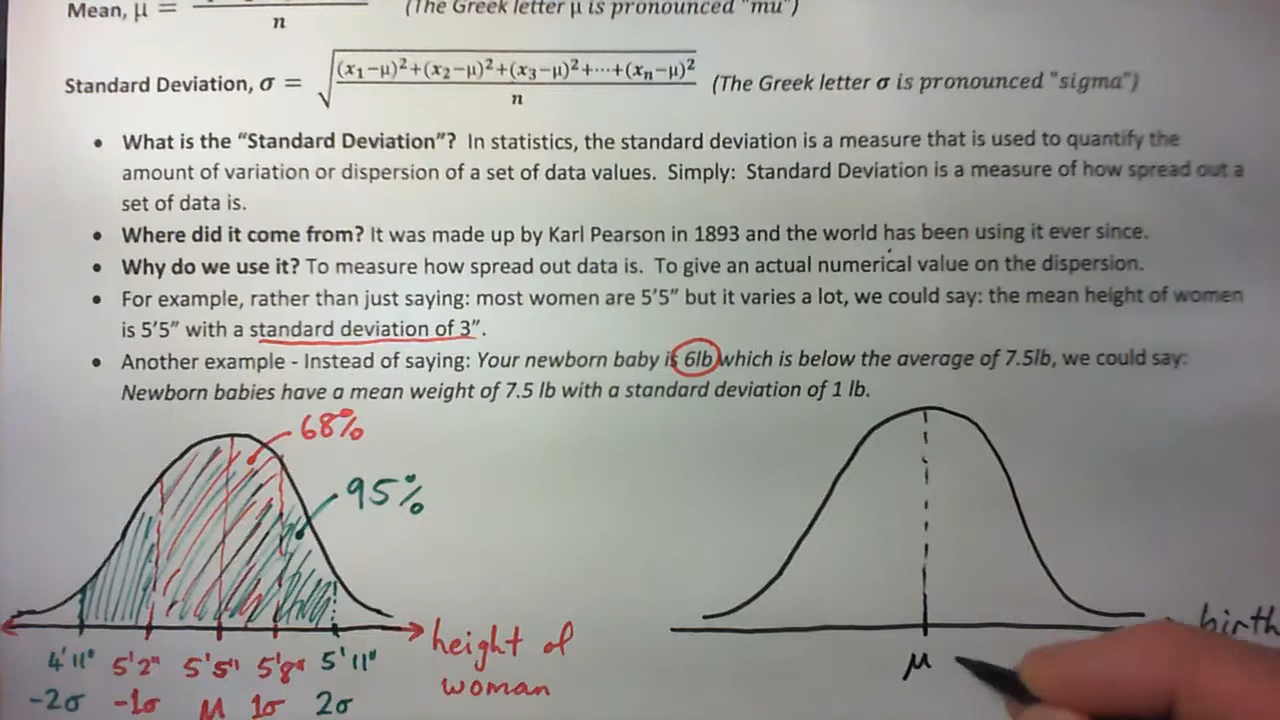 Mean, μ =
n
(The Greek letter μ is pronounced "mu")
Standard Deviation, σ = √ (x₁−μ)²+(x₂−μ)²+(x₃−μ)²+⋯+(xₙ−μ)² (The Greek letter σ is pronounced "sigma")
n
• What is the "Standard Deviation"? In statistics, the standard deviation is a measure that is used to quantify the
amount of variation or dispersion of a set of data values. Simply: Standard Deviation is a measure of how spread out a
set of data is.
• Where did it come from? It was made up by Karl Pearson in 1893 and the world has been using it ever since.
• Why do we use it? To measure how spread out data is. To give an actual numerical value on the dispersion.
• For example, rather than just saying: most women are 5'5" but it varies a lot, we could say: the mean height of women
is 5'5" with a standard deviation of 3".
• Another example - Instead of saying: Your newborn baby is 6lb which is below the average of 7.5lb, we could say:
Newborn babies have a mean weight of 7.5 lb with a standard deviation of 1 lb.
68%
95%
height of
woman
4'11" 5'2" 5'5" 5'8" 5'11"
-2σ -1σ μ 1σ 2σ
birth
μ